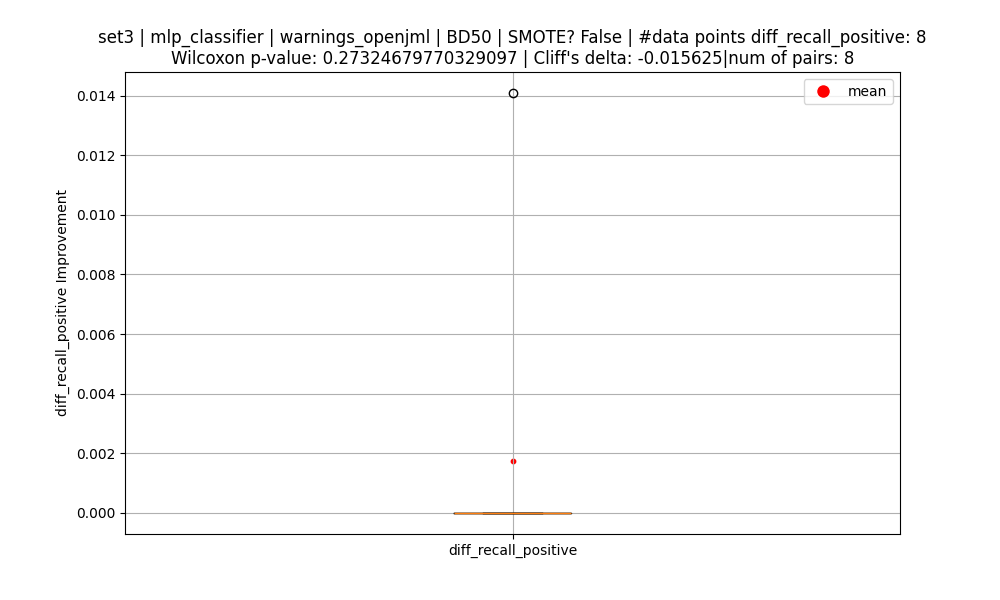 set3 | mlp_classifier | warnings_openjml | BD50 | SMOTE? False | #data points diff_recall_positive: 8
Wilcoxon p-value: 0.27324679770329097 | Cliff's delta: -0.015625|num of pairs: 8
mean
0.014
0.012
0.010
0.008
0.006
0.004
0.002
0.000
diff_recall_positive Improvement
diff_recall_positive